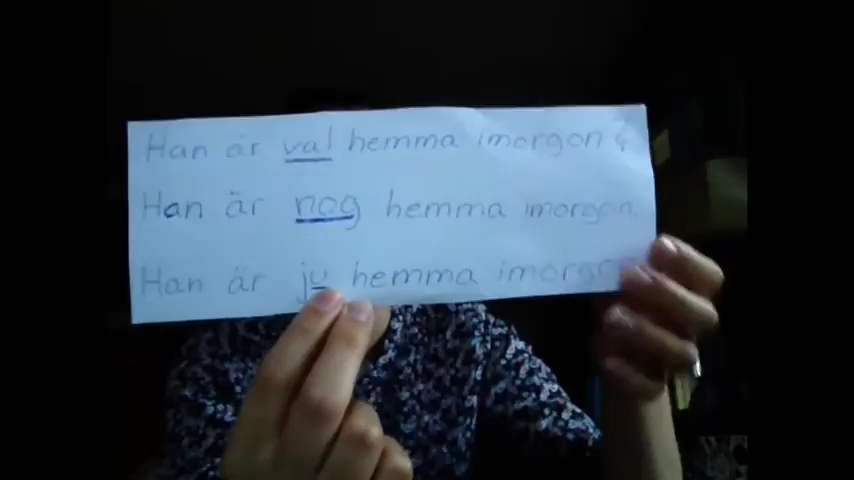 Han är val hemma imorgon?
Han är nog hemma imorgon.
Han är ju hemma